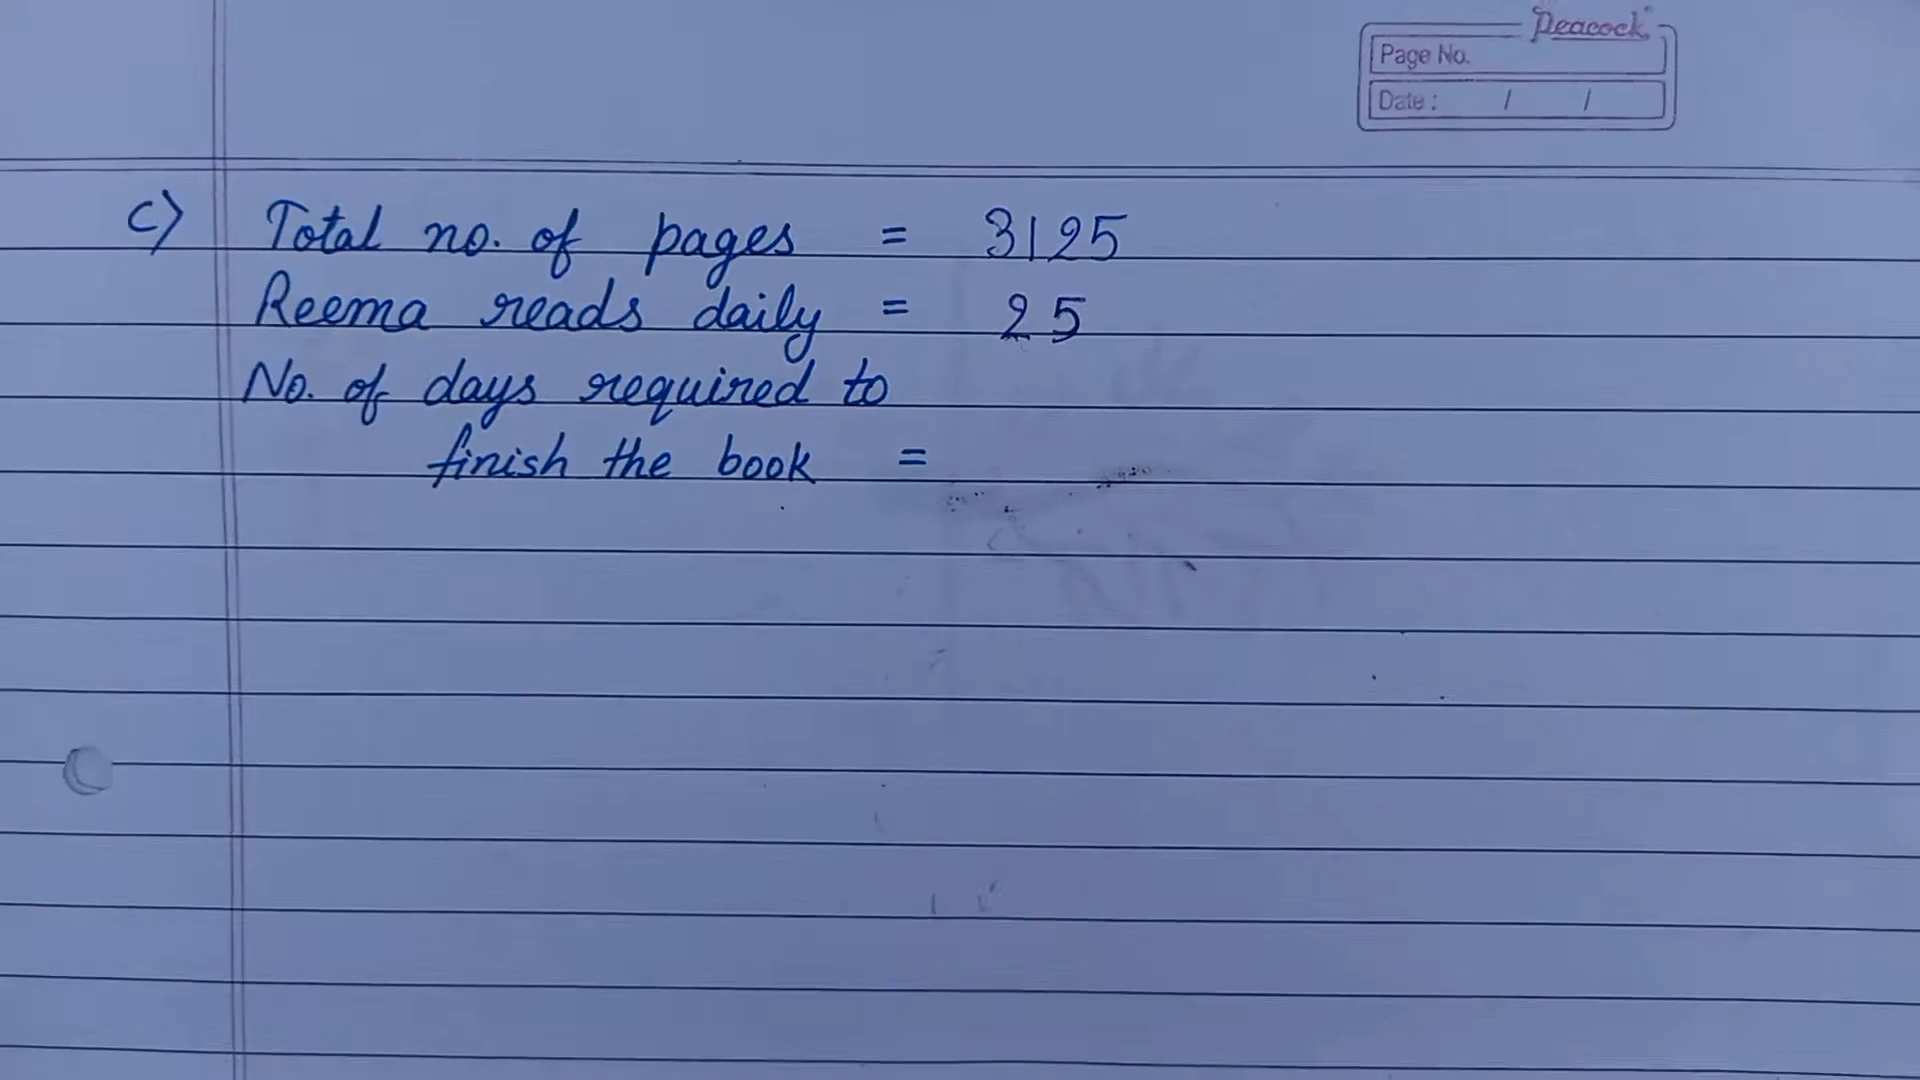 Peacock
Page No.
Date : / /
c) Total no. of pages = 3125
Reema reads daily = 25
No. of days required to
finish the book =